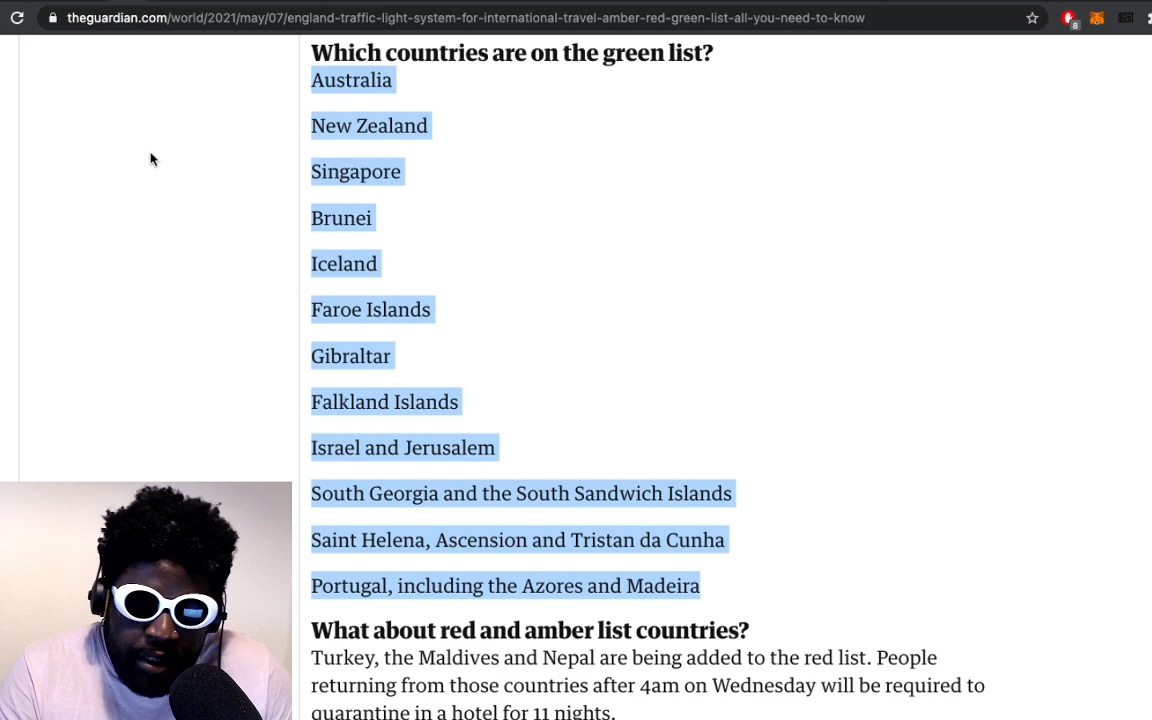 theguardian.com/world/2021/may/07/england-traffic-light-system-for-international-travel-amber-red-green-list-all-you-need-to-know
8
Which countries are on the green list?
Australia
New Zealand
Singapore
Brunei
Iceland
Faroe Islands
Gibraltar
Falkland Islands
Israel and Jerusalem
South Georgia and the South Sandwich Islands
Saint Helena, Ascension and Tristan da Cunha
Portugal, including the Azores and Madeira
What about red and amber list countries?
Turkey, the Maldives and Nepal are being added to the red list. People
returning from those countries after 4am on Wednesday will be required to
quarantine in a hotel for 11 nights.